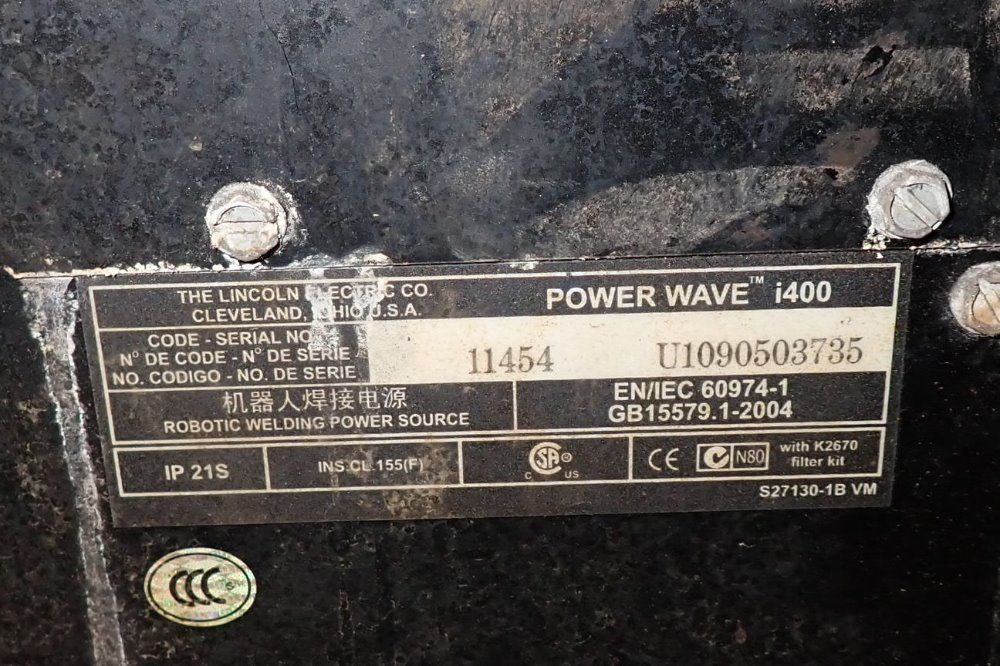 THE LINCOLN ELECTRIC CO.
CLEVELAND, OHIO U.S.A.
POWER WAVE™ i400
CODE - SERIAL NO.
N° DE CODE - N° DE SERIE
NO. CODIGO - NO. DE SERIE
11454 U1090503735
机器人焊接电源
ROBOTIC WELDING POWER SOURCE
EN/IEC 60974-1
GB15579.1-2004
IP 21S
INS.CL.155(F)
C SA® US
CE
N80
with K2670
filter kit
S27130-1B VM
CCC